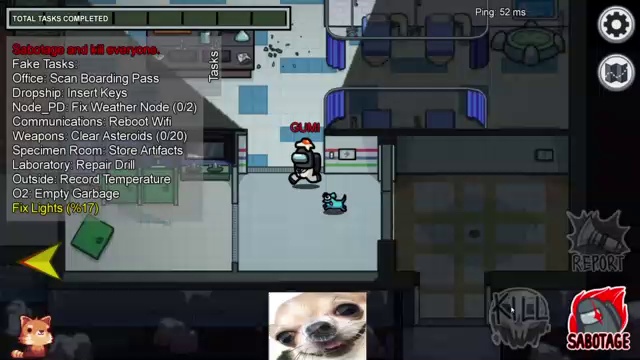 TOTAL TASKS COMPLETED
Ping: 52 ms
Sabotage and kill everyone.
Fake Tasks:
Office: Scan Boarding Pass
Dropship: Insert Keys
Node_PD: Fix Weather Node (0/2)
Communications: Reboot Wifi
Weapons: Clear Asteroids (0/20)
Specimen Room: Store Artifacts
Laboratory: Repair Drill
Outside: Record Temperature
O2: Empty Garbage
Fix Lights (%17)
Tasks
GUMI
REPORT
KILL
SABOTAGE